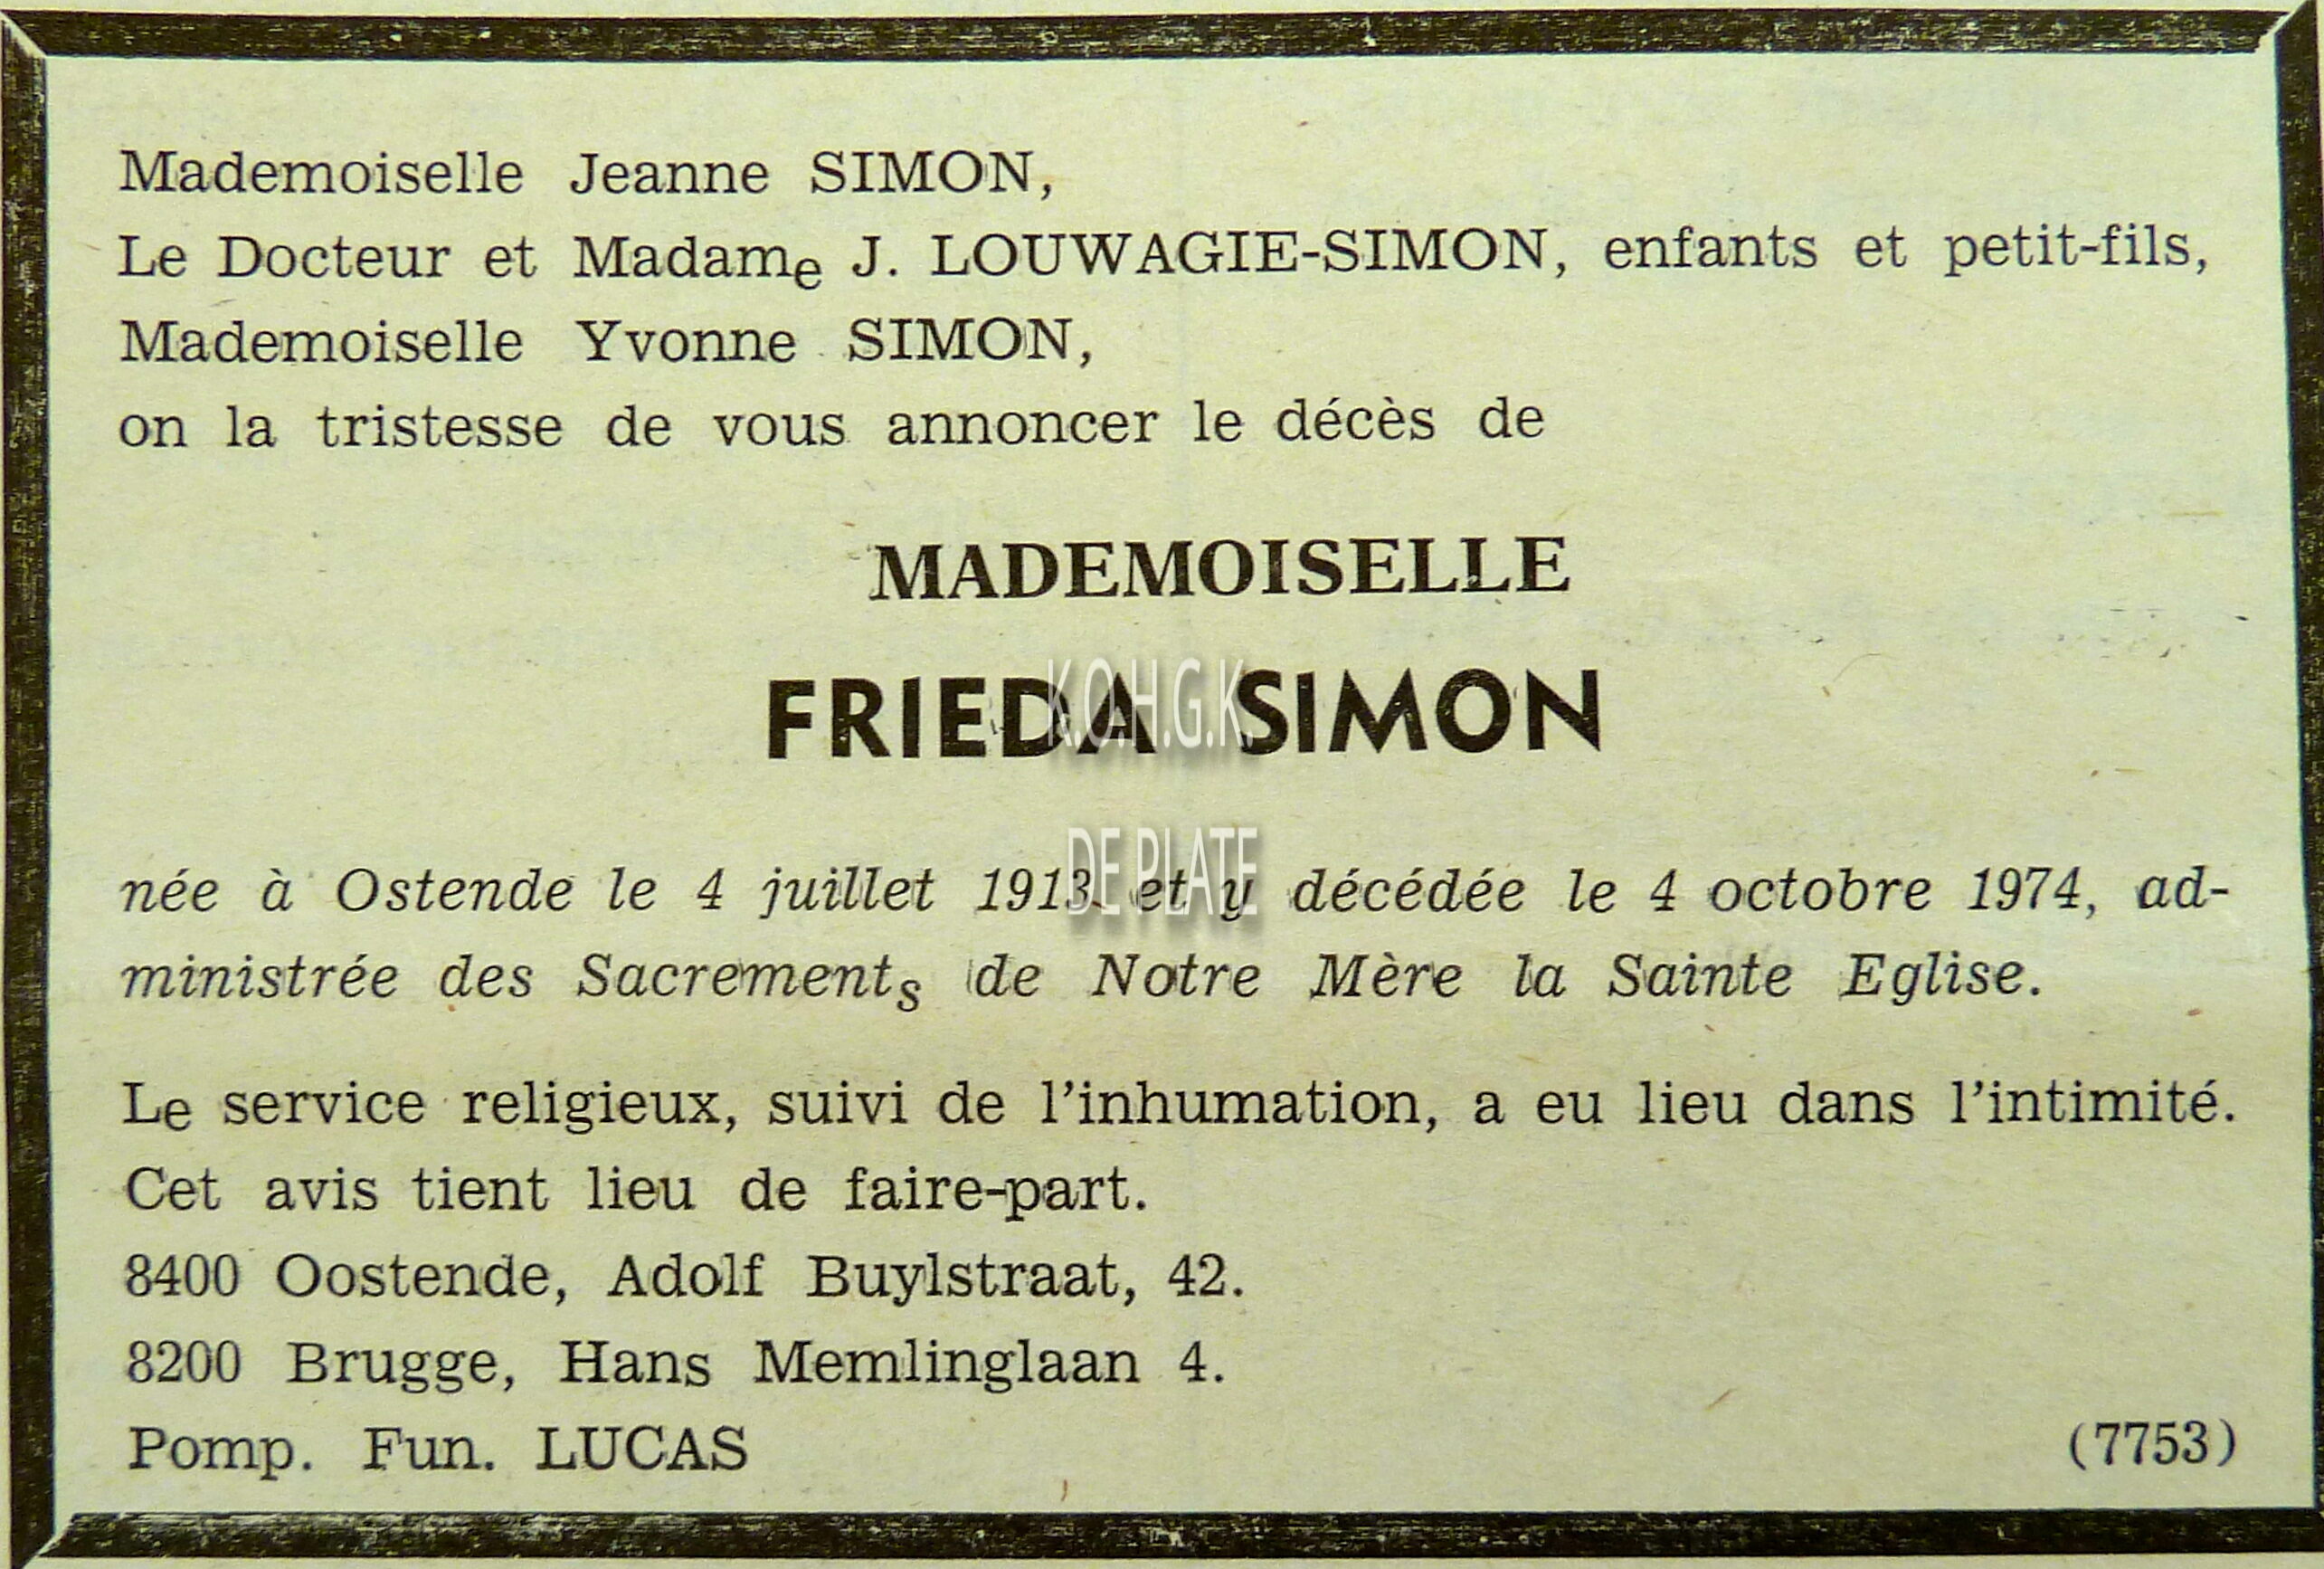 Mademoiselle Jeanne SIMON,
Le Docteur et Madame J. LOUWAGIE-SIMON, enfants et petit-fils,
Mademoiselle Yvonne SIMON,
on la tristesse de vous annoncer le décès de
MADEMOISELLE
FRIEDA SIMON
K.O.H.G.K.
DE PLATE
née à Ostende le 4 juillet 1913 et y décédée le 4 octobre 1974, ad-
ministrée des Sacrements de Notre Mère la Sainte Eglise.
Le service religieux, suivi de l'inhumation, a eu lieu dans l'intimité.
Cet avis tient lieu de faire-part.
8400 Oostende, Adolf Buylstraat, 42.
8200 Brugge, Hans Memlinglaan 4.
Pomp. Fun. LUCAS (7753)